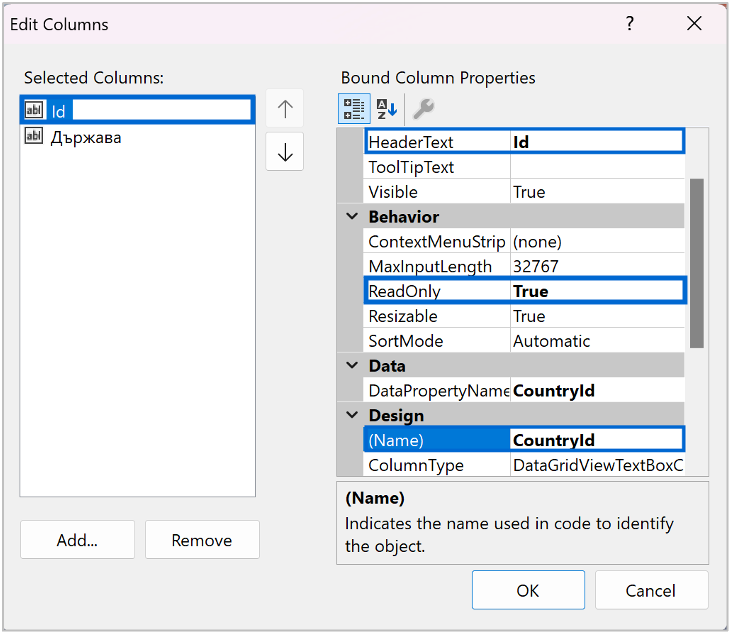 Edit Columns
?
Selected Columns:
Id
Държава
Add...
Remove
Bound Column Properties
HeaderText Id
ToolTipText
Visible True
Behavior
ContextMenuStrip (none)
MaxInputLength 32767
ReadOnly True
Resizable True
SortMode Automatic
Data
DataPropertyName CountryId
Design
(Name) CountryId
ColumnType DataGridViewTextBoxC
(Name)
Indicates the name used in code to identify
the object.
OK
Cancel